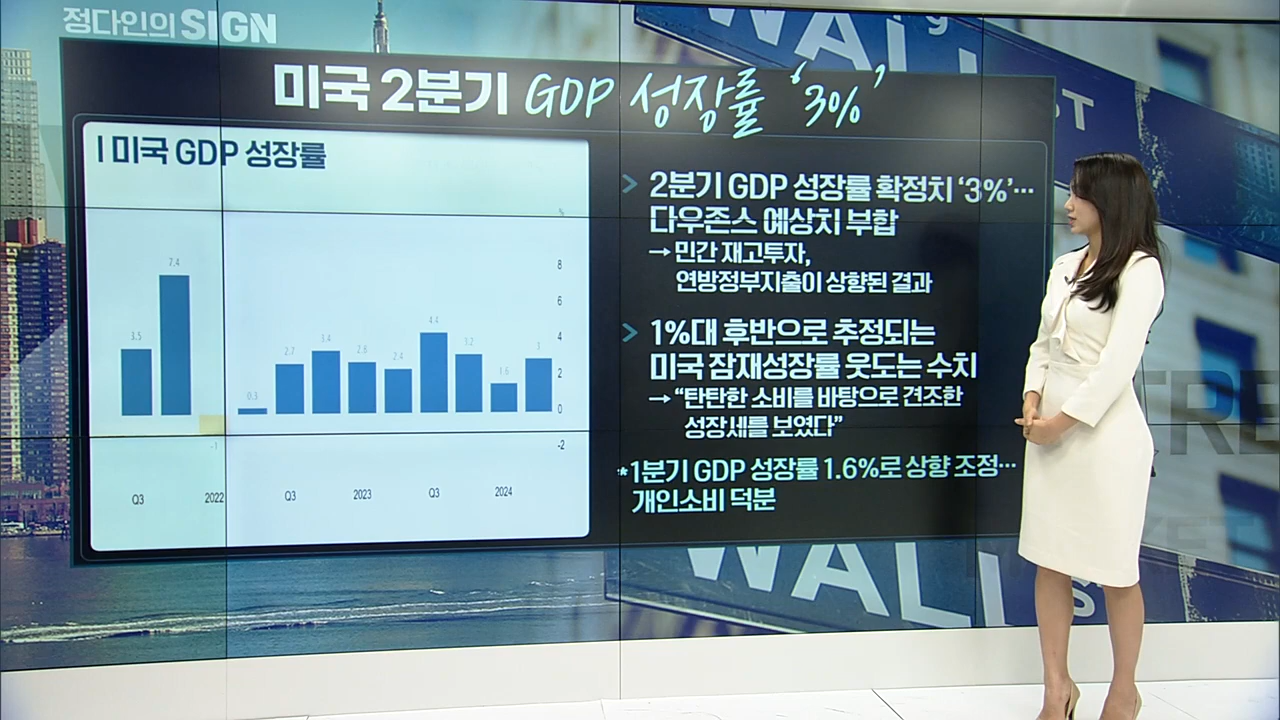 정다인의 SIGN
미국 2분기 GDP 성장률 ‘3%’
미국 GDP 성장률
%
8
6
4
2
0
-2
3.5
7.4
-1
0.3
2.7
3.4
2.8
2.4
4.4
3.2
1.6
3
Q3
2022
Q3
2023
Q3
2024
2분기 GDP 성장률 확정치 ‘3%’…
다우존스 예상치 부합
→ 민간 재고투자,
연방정부지출이 상향된 결과
1%대 후반으로 추정되는
미국 잠재성장률 웃도는 수치
→ “탄탄한 소비를 바탕으로 견조한
성장세를 보였다”
*1분기 GDP 성장률 1.6%로 상향 조정…
개인소비 덕분
WALL
ST
TRE
WALL
S